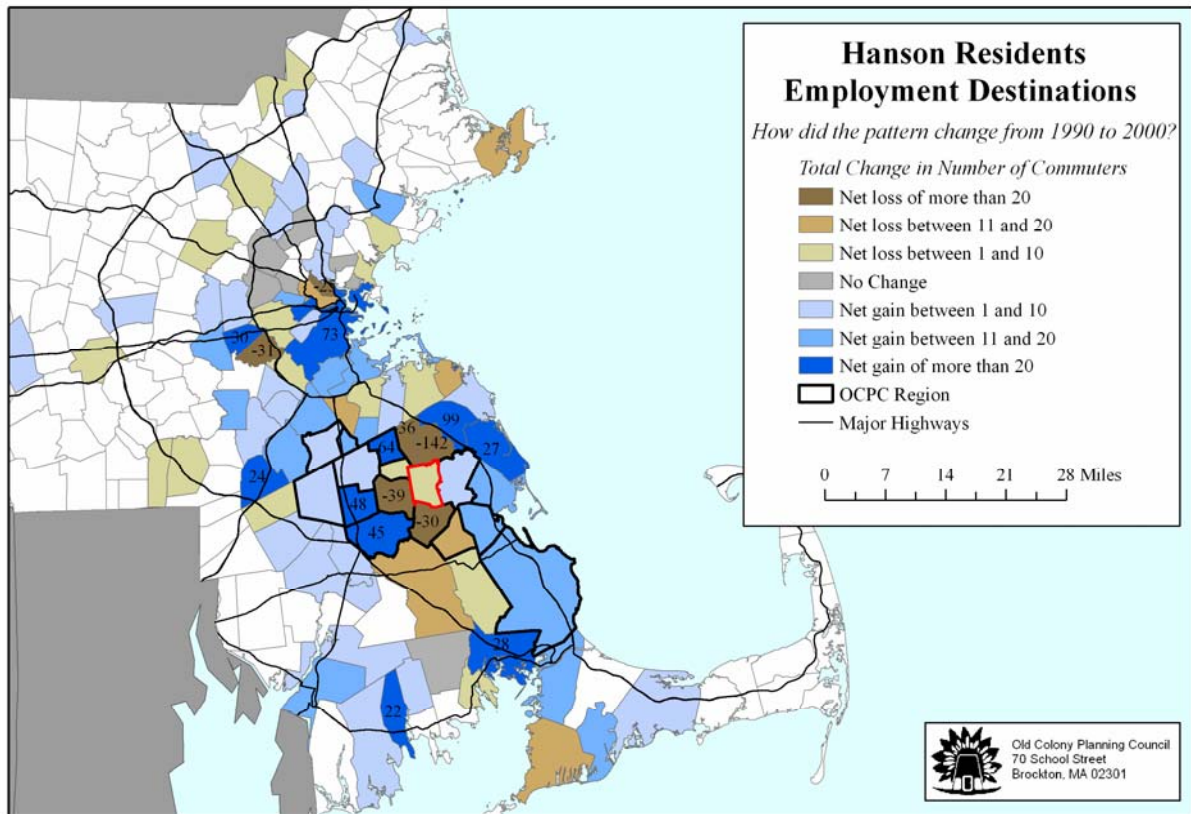 Hanson Residents
Employment Destinations
How did the pattern change from 1990 to 2000?
Total Change in Number of Commuters
Net loss of more than 20
Net loss between 11 and 20
Net loss between 1 and 10
No Change
Net gain between 1 and 10
Net gain between 11 and 20
Net gain of more than 20
OCPC Region
Major Highways
0 7 14 21 28 Miles
-25
73
30
-31
99
36
-142
64
27
24
-39
48
-30
45
28
22
Old Colony Planning Council
70 School Street
Brockton, MA 02301